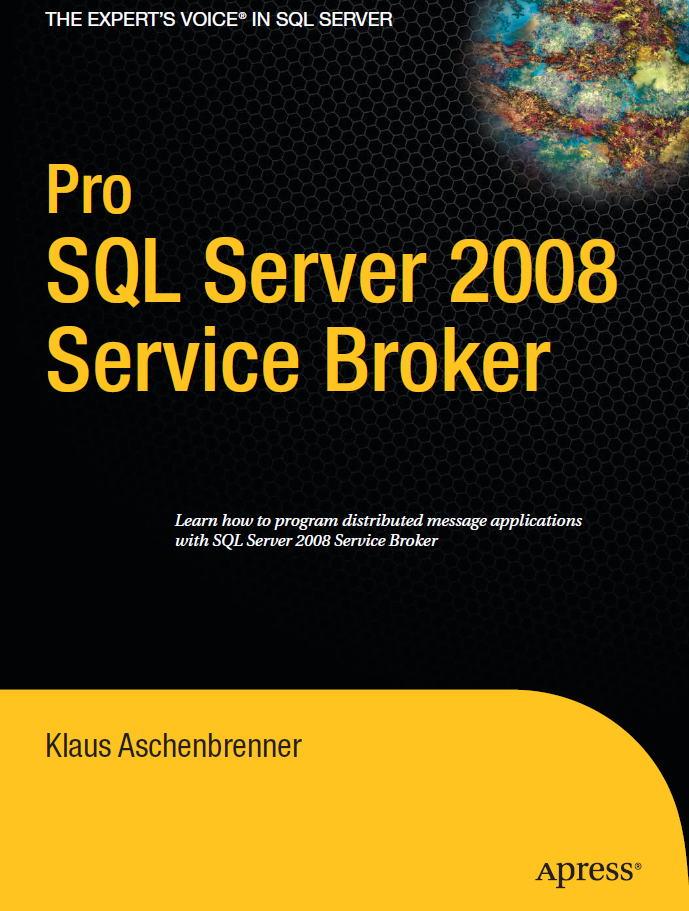 THE EXPERT'S VOICE® IN SQL SERVER
Pro
SQL Server 2008
Service Broker
Learn how to program distributed message applications
with SQL Server 2008 Service Broker
Klaus Aschenbrenner
Apress®